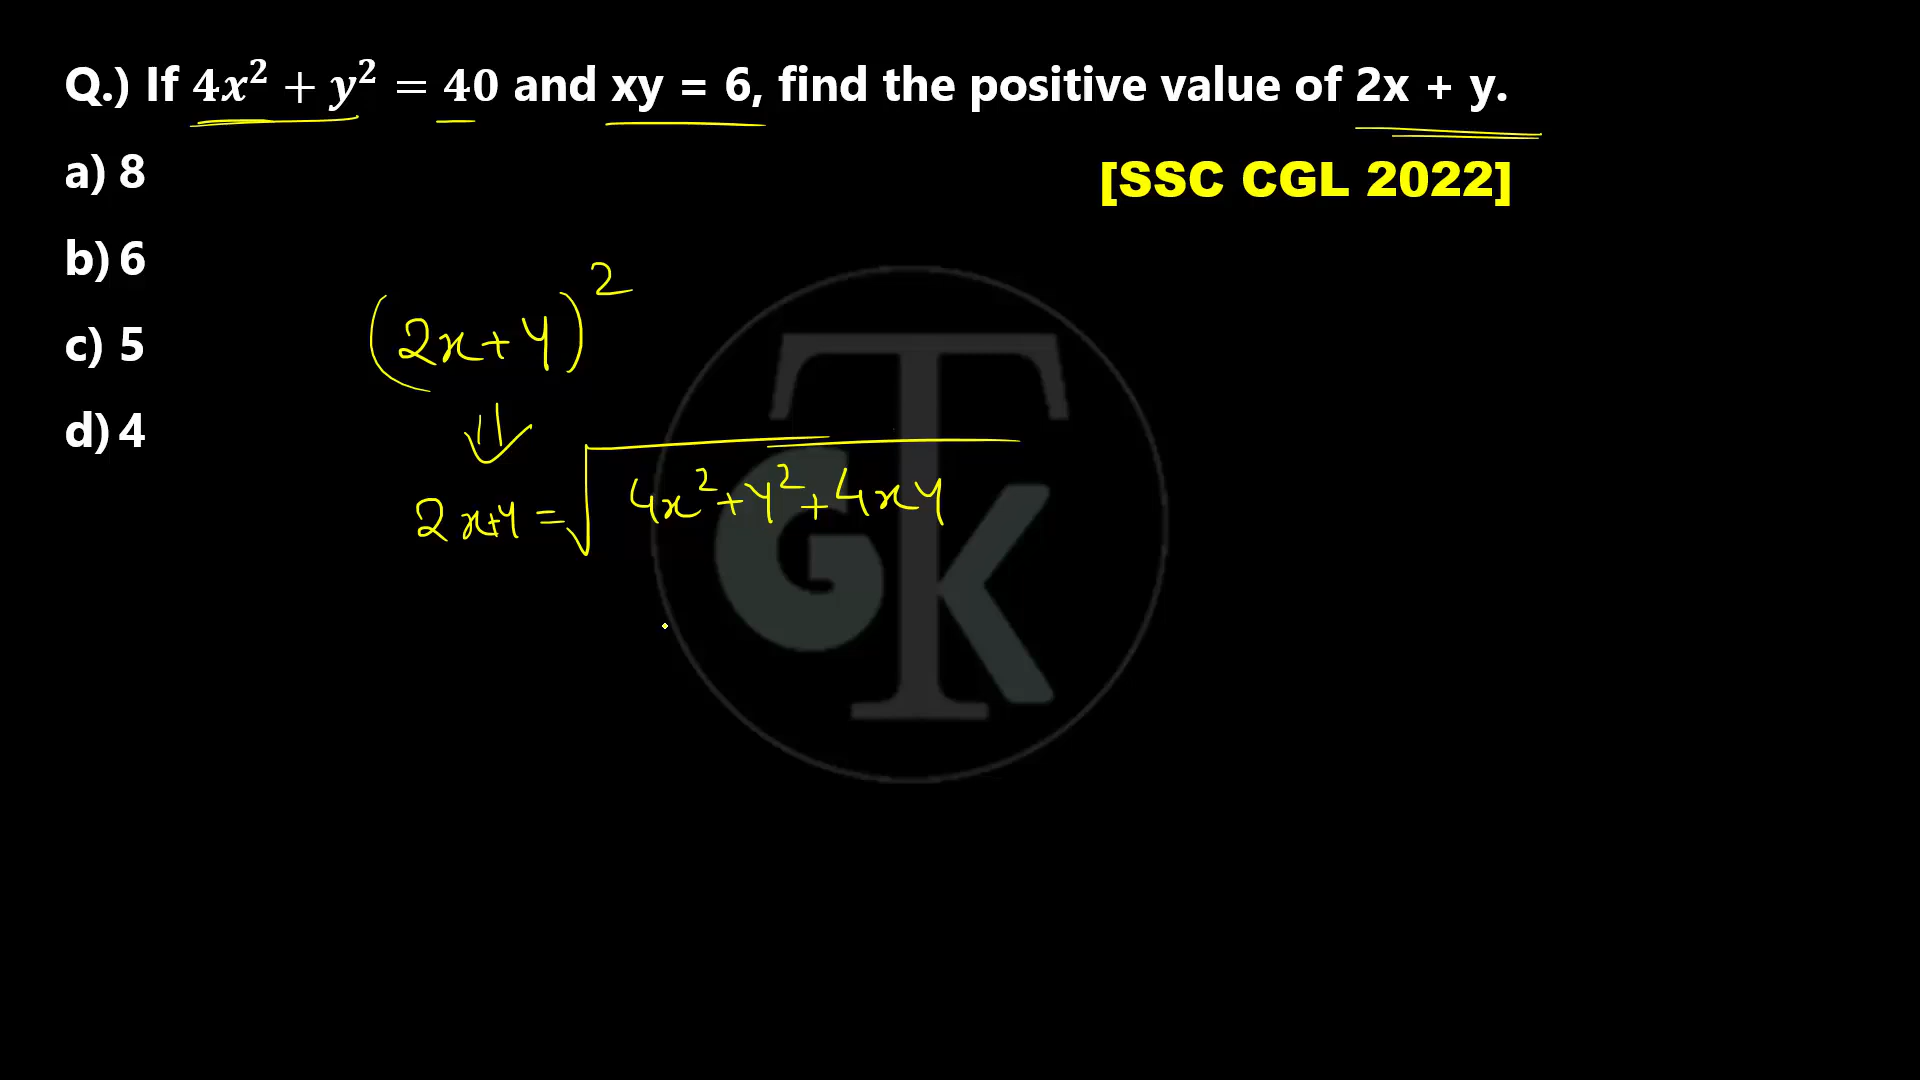 Q.) If 4x² + y² = 40 and xy = 6, find the positive value of 2x + y.
a) 8
[SSC CGL 2022]
b) 6
(2x+y)²
c) 5
d) 4
2x+y = √4x²+y²+4xy
GTK